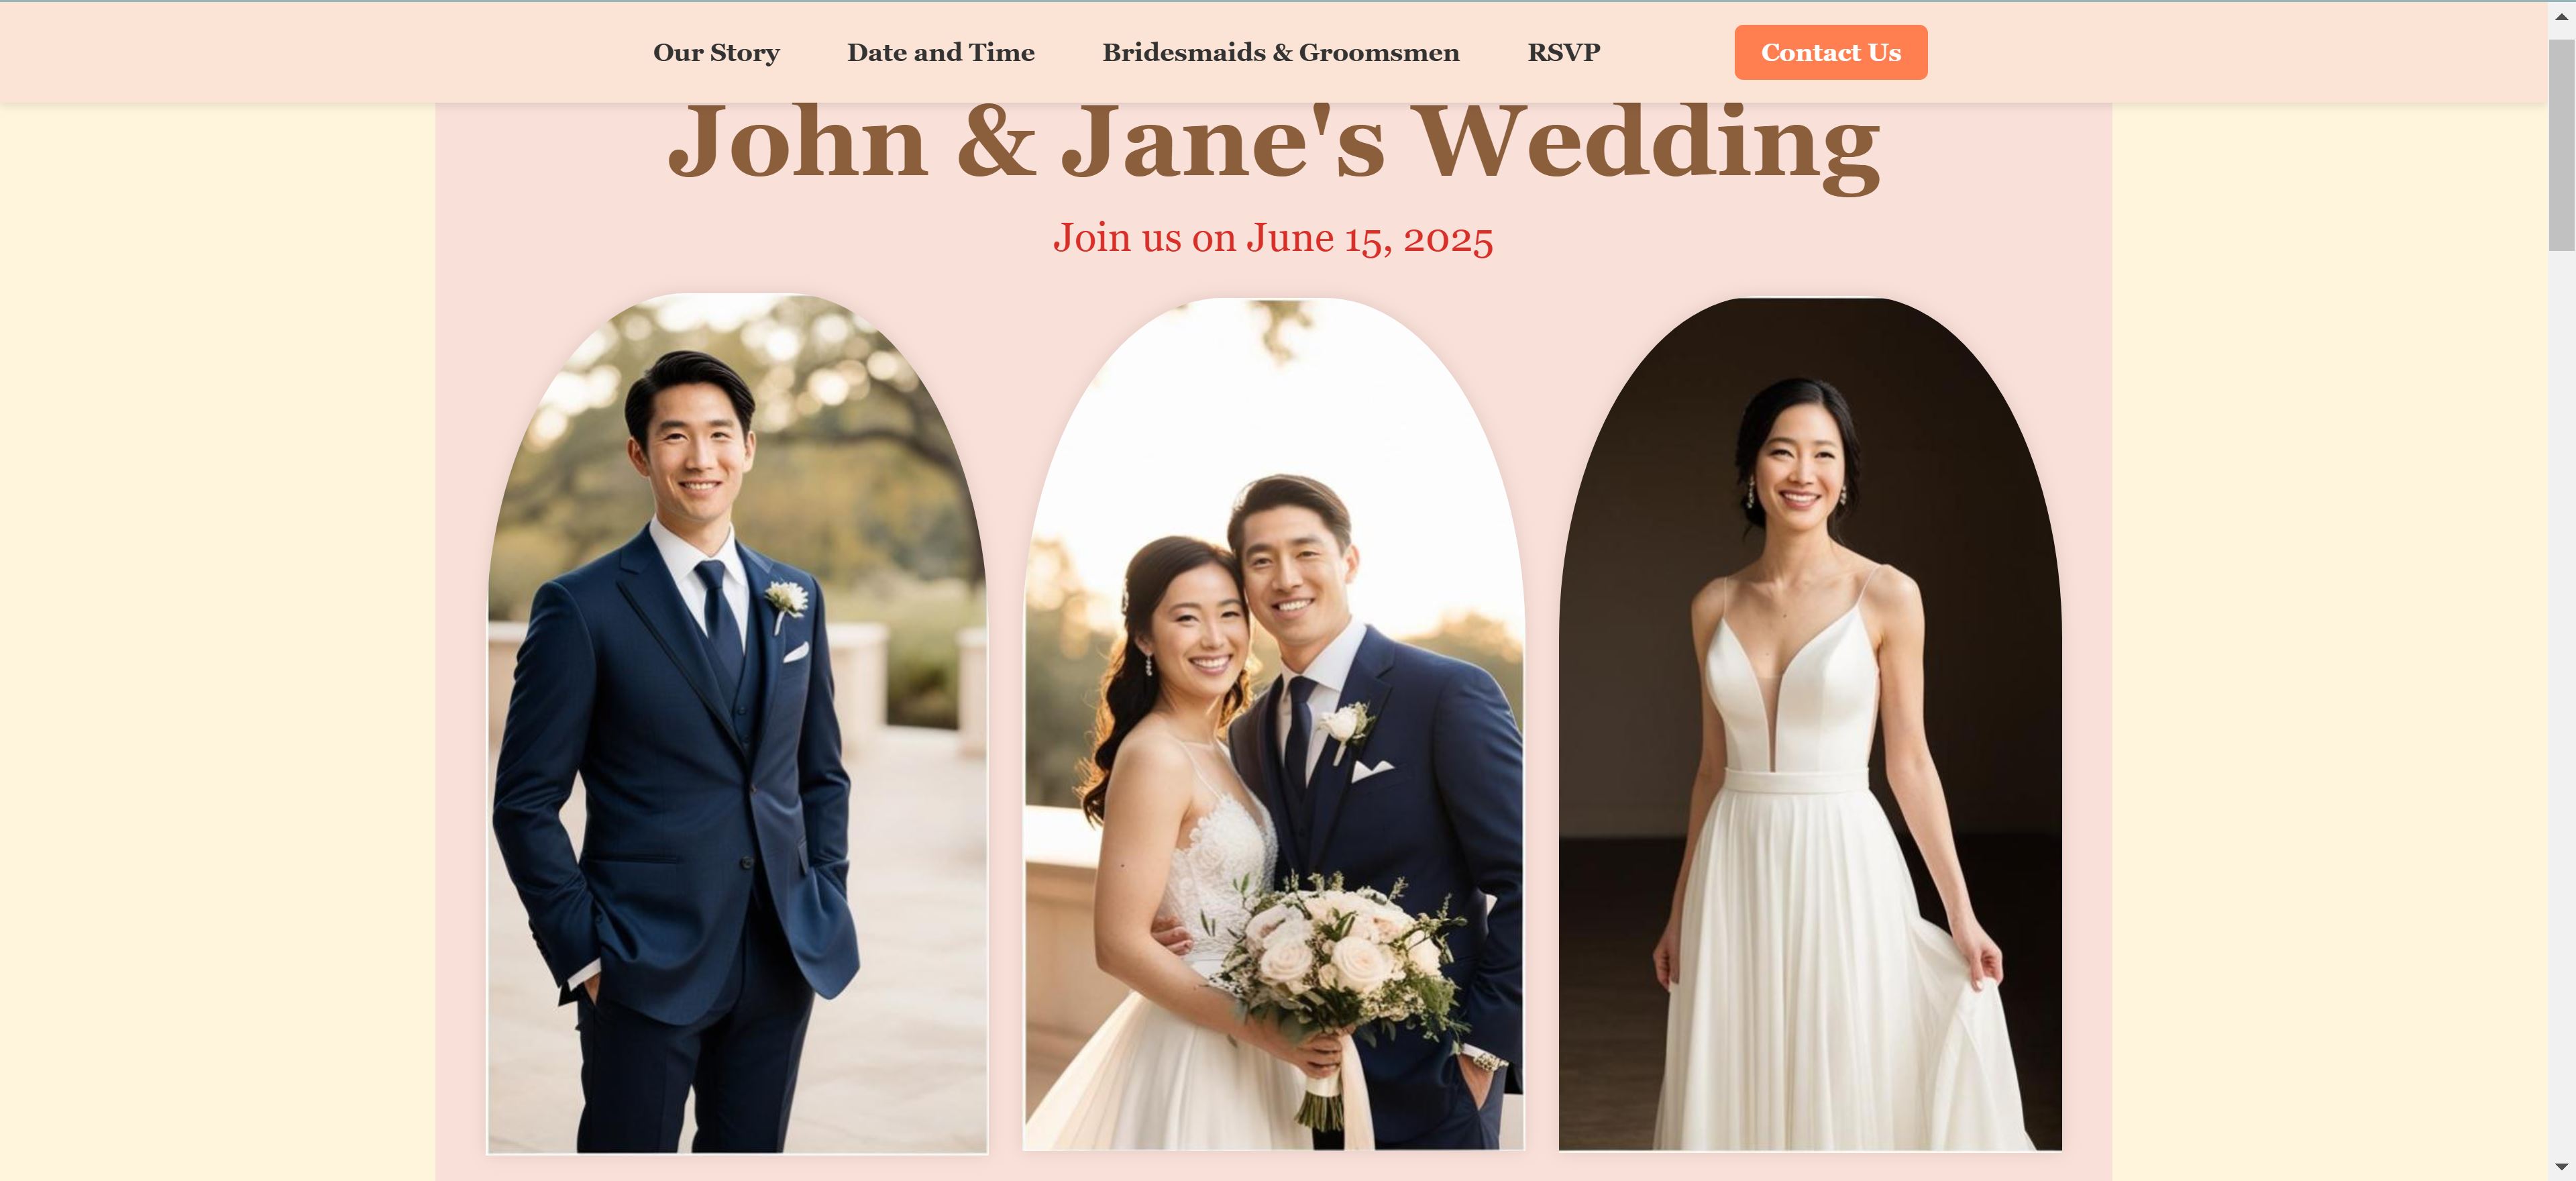 Our Story
Date and Time
Bridesmaids & Groomsmen
RSVP
Contact Us
John & Jane's Wedding
Join us on June 15, 2025